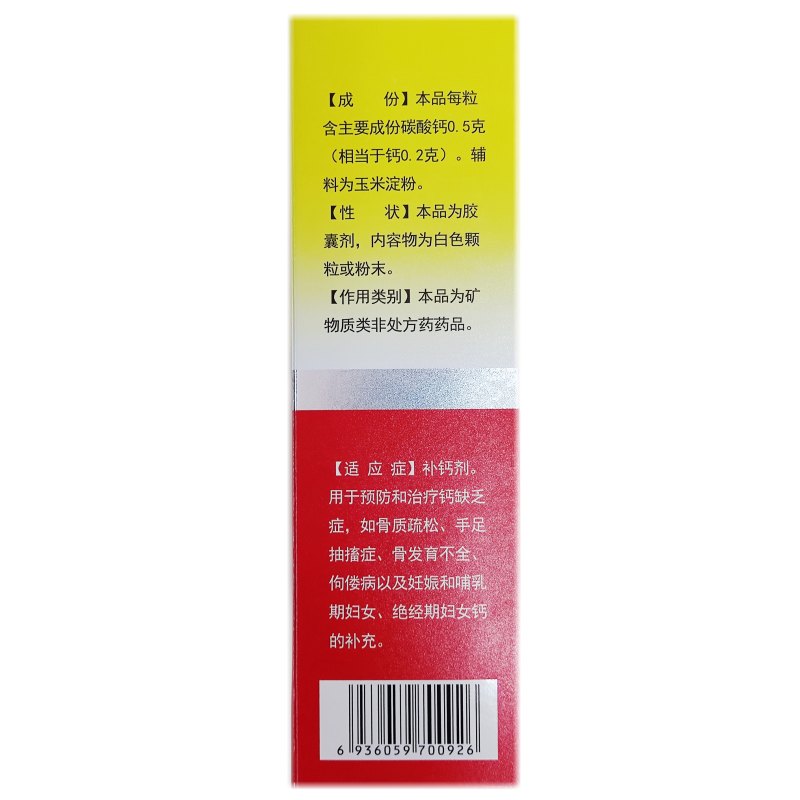 【成　　份】本品每粒
含主要成份碳酸钙0.5克
（相当于钙0.2克）。辅
料为玉米淀粉。
【性　　状】本品为胶
囊剂，内容物为白色颗
粒或粉末。
【作用类别】本品为矿
物质类非处方药药品。
【适 应 症】补钙剂。
用于预防和治疗钙缺乏
症，如骨质疏松、手足
抽搐症、骨发育不全、
佝偻病以及妊娠和哺乳
期妇女、绝经期妇女钙
的补充。
6 936059 700926